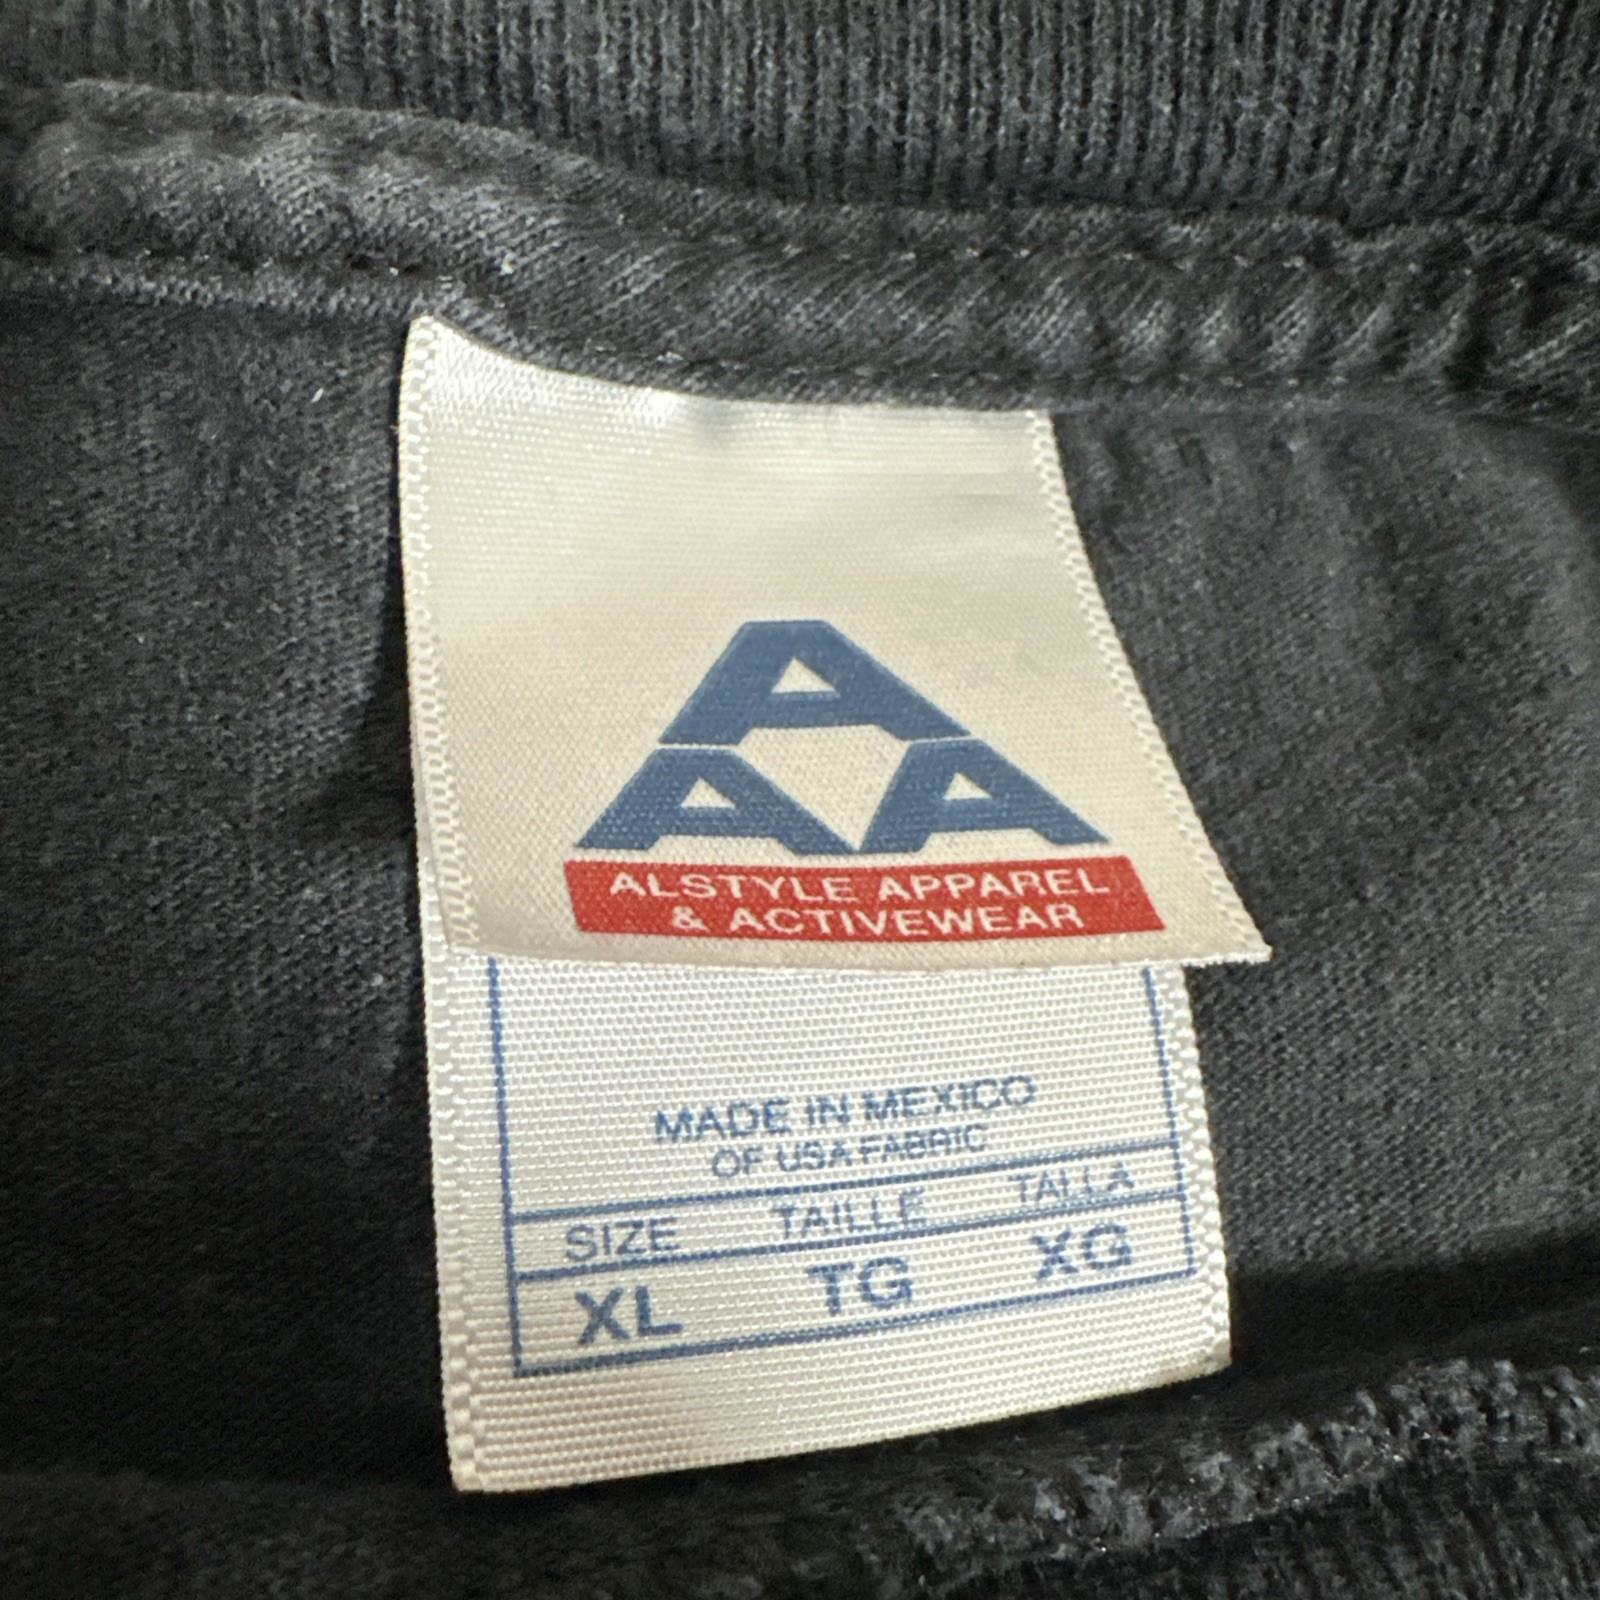 A
A A
ALSTYLE APPAREL
& ACTIVEWEAR
MADE IN MEXICO
OF USA FABRIC
SIZE TAILLE TALLA
XL TG XG